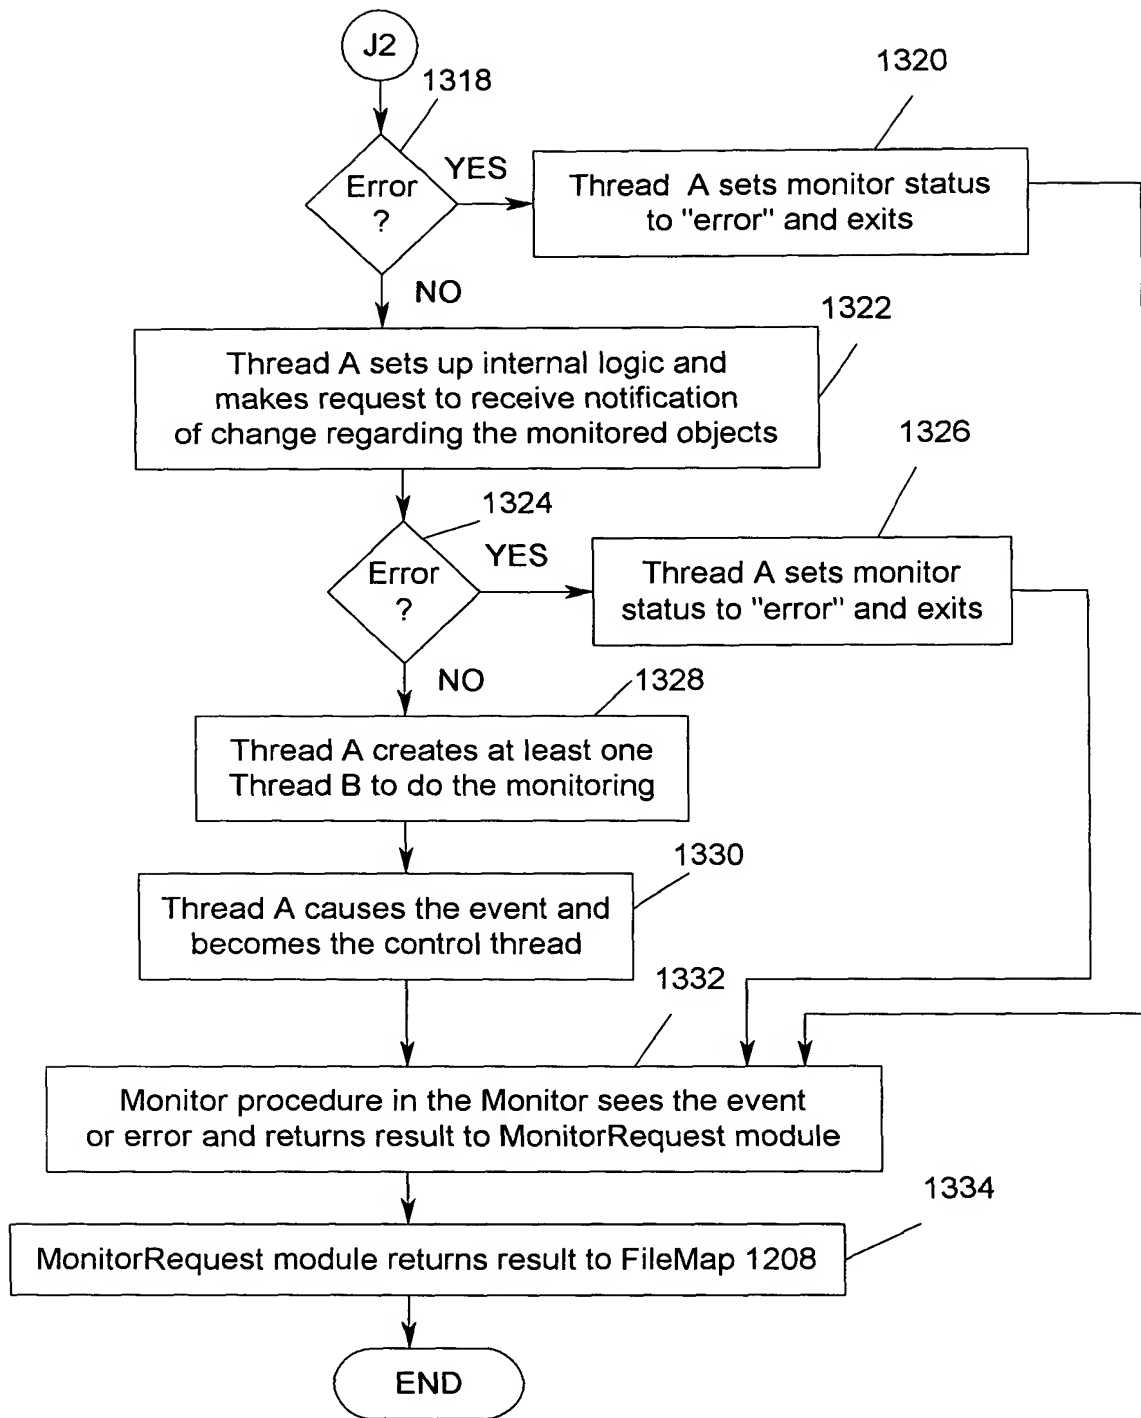 J2
1318
1320
Error
?
YES
Thread A sets monitor status
to "error" and exits
NO
1322
Thread A sets up internal logic and
makes request to receive notification
of change regarding the monitored objects
1324
1326
Error
?
YES
Thread A sets monitor
status to "error" and exits
NO
1328
Thread A creates at least one
Thread B to do the monitoring
1330
Thread A causes the event and
becomes the control thread
1332
Monitor procedure in the Monitor sees the event
or error and returns result to MonitorRequest module
1334
MonitorRequest module returns result to FileMap 1208
END